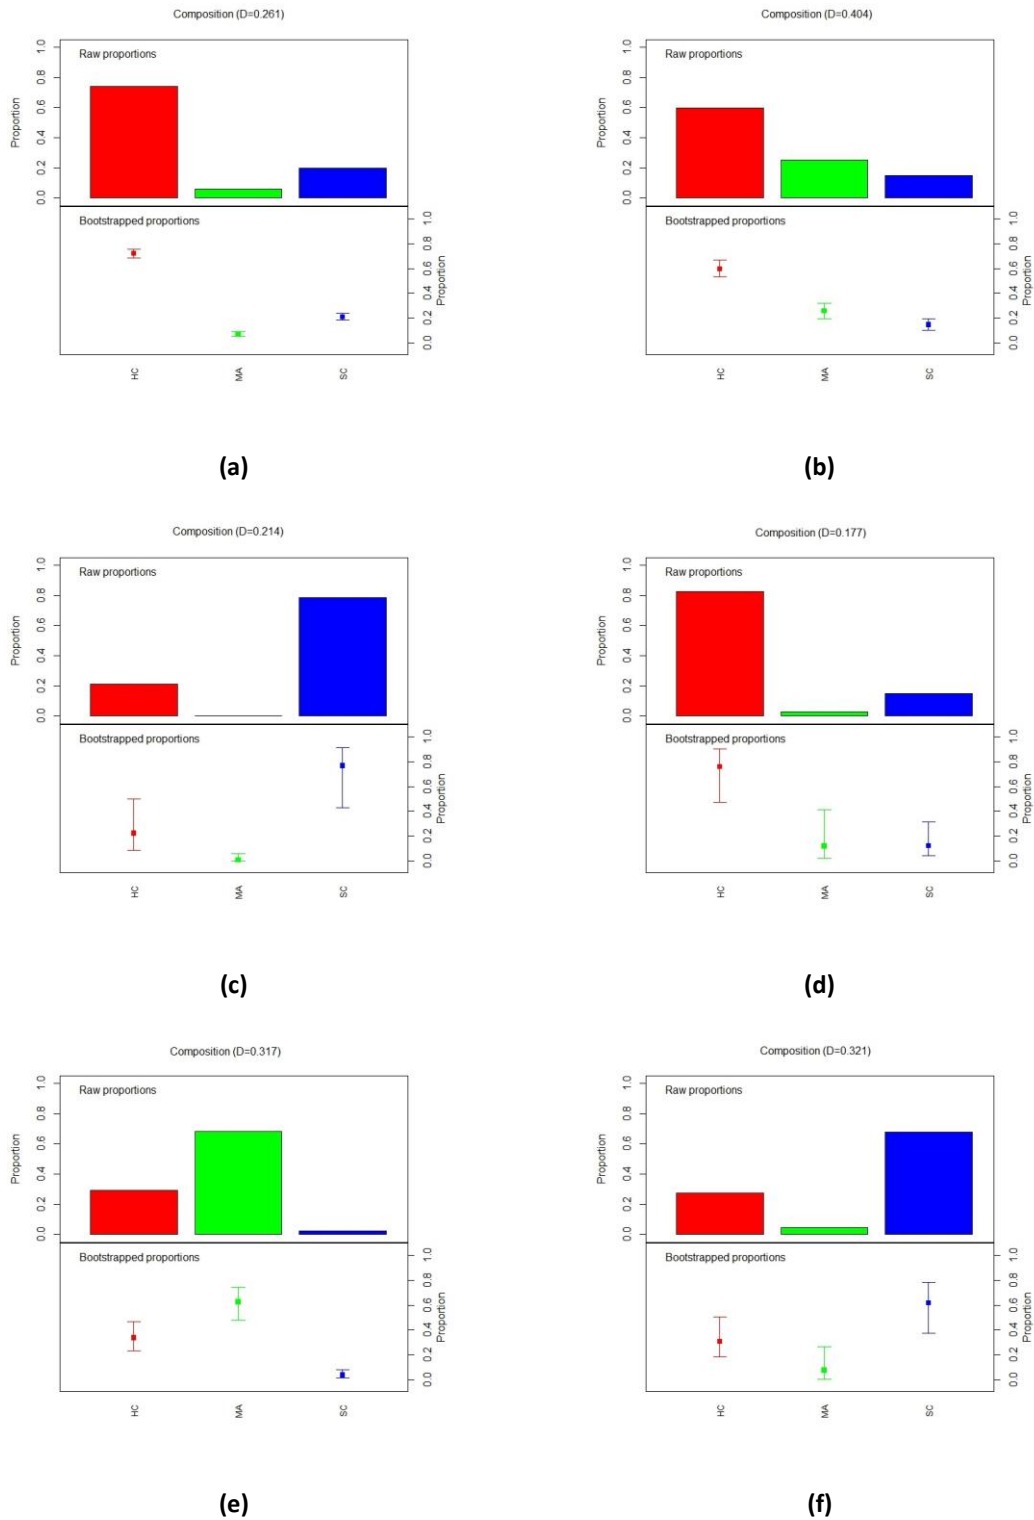 Composition (D=0.261)
Raw proportions
Proportion
0.0 0.2 0.4 0.6 0.8 1.0
Bootstrapped proportions
Proportion
0.0 0.2 0.4 0.6 0.8 1.0
HC MA SC
(a)
Composition (D=0.404)
Raw proportions
Proportion
0.0 0.2 0.4 0.6 0.8 1.0
Bootstrapped proportions
Proportion
0.0 0.2 0.4 0.6 0.8 1.0
HC MA SC
(b)
Composition (D=0.214)
Raw proportions
Proportion
0.0 0.2 0.4 0.6 0.8 1.0
Bootstrapped proportions
Proportion
0.0 0.2 0.4 0.6 0.8 1.0
HC MA SC
(c)
Composition (D=0.177)
Raw proportions
Proportion
0.0 0.2 0.4 0.6 0.8 1.0
Bootstrapped proportions
Proportion
0.0 0.2 0.4 0.6 0.8 1.0
HC MA SC
(d)
Composition (D=0.317)
Raw proportions
Proportion
0.0 0.2 0.4 0.6 0.8 1.0
Bootstrapped proportions
Proportion
0.0 0.2 0.4 0.6 0.8 1.0
HC MA SC
(e)
Composition (D=0.321)
Raw proportions
Proportion
0.0 0.2 0.4 0.6 0.8 1.0
Bootstrapped proportions
Proportion
0.0 0.2 0.4 0.6 0.8 1.0
HC MA SC
(f)